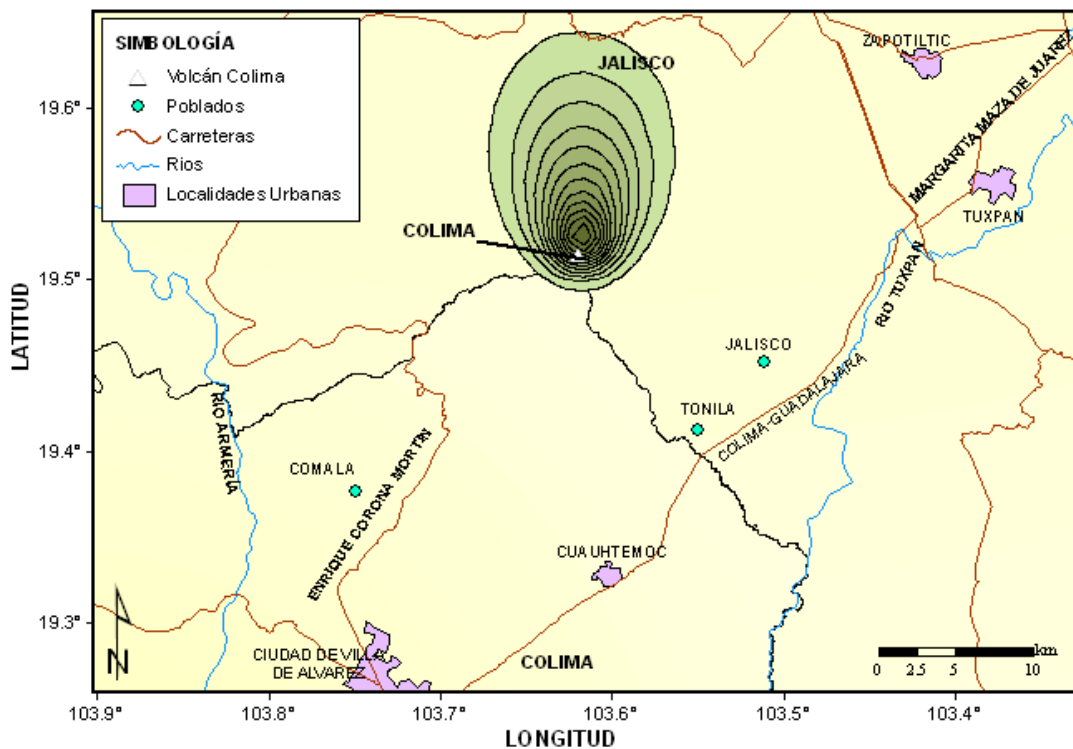 SIMBOLOGÍA
Volcán Colima
Poblados
Carreteras
Rios
Localidades Urbanas
JALISCO
ZAPOTILTIC
MARGARITA MAZA DE JUAREZ
TUXPAN
COLIMA
RIO TUXPAN
JALISCO
TONILA
COLIMA-GUADALAJARA
RIO ARMERÍA
COMALA
ENRIQUE CORONA MORTIN
CUAUHTEMOC
CIUDAD DE VILLA
DE ALVAREZ
COLIMA
N
km
0 2.5 5 10
19.6°
19.5°
19.4°
19.3°
LATITUD
103.9° 103.8° 103.7° 103.6° 103.5° 103.4°
LONGITUD